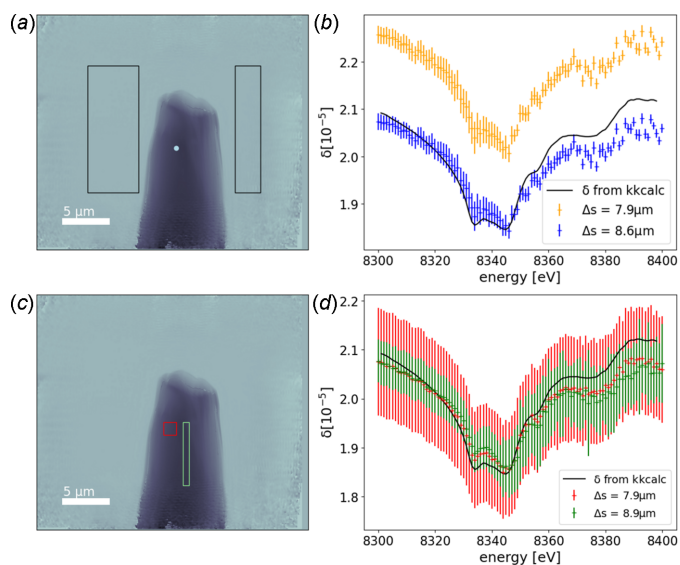 (a)
5 μm
(b)
2.2
2.1
2.0
1.9
δ[10⁻⁵]
δ from kkcalc
Δs = 7.9μm
Δs = 8.6μm
8300 8320 8340 8360 8380 8400
energy [eV]
(c)
5 μm
(d)
2.2
2.1
2.0
1.9
1.8
δ[10⁻⁵]
δ from kkcalc
Δs = 7.9μm
Δs = 8.9μm
8300 8320 8340 8360 8380 8400
energy [eV]